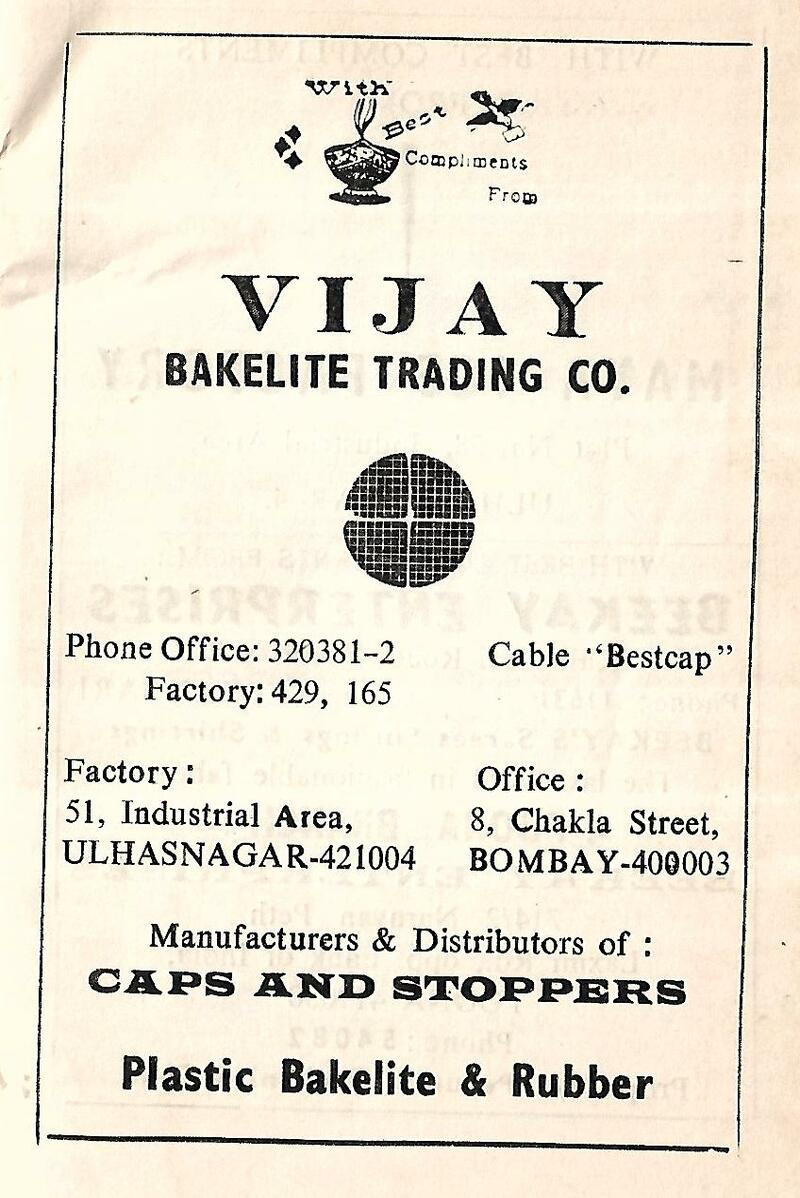 With
Best
Compliments
From
VIJAY
BAKELITE TRADING CO.
Phone Office: 320381-2 Cable "Bestcap"
Factory: 429, 165
Factory : Office :
51, Industrial Area, 8, Chakla Street,
ULHASNAGAR-421004 BOMBAY-400003
Manufacturers & Distributors of :
CAPS AND STOPPERS
Plastic Bakelite & Rubber